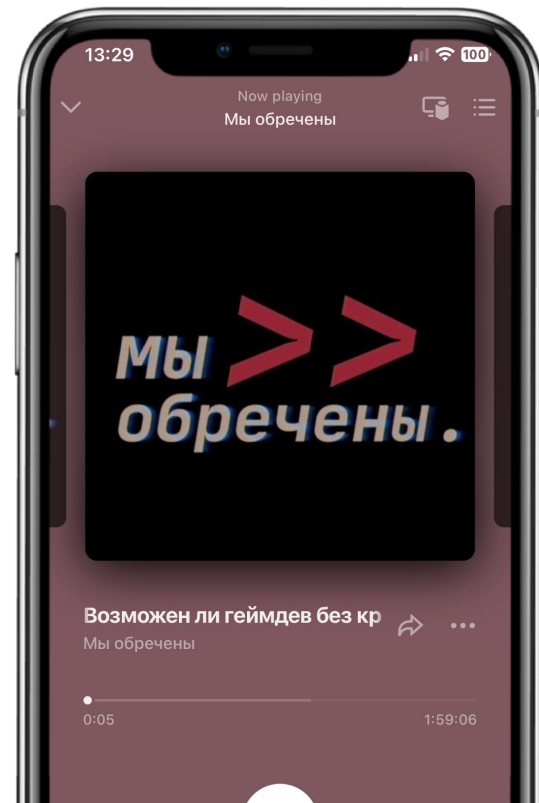 13:29
100
Now playing
Мы обречены
мы >>
обречены.
Возможен ли геймдев без кр
Мы обречены
0:05
1:59:06